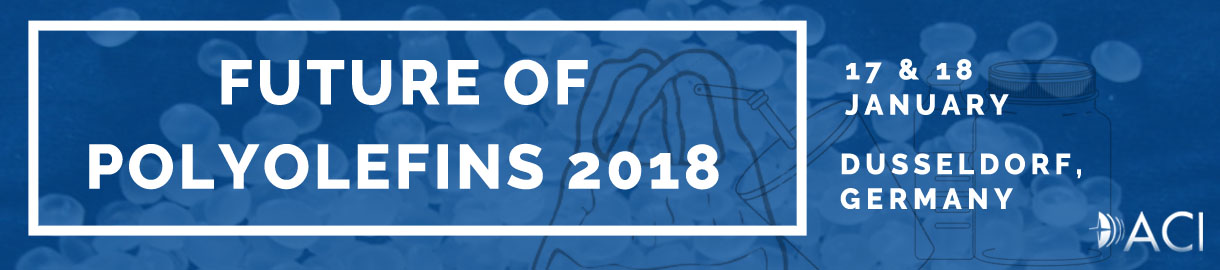 FUTURE OF
POLYOLEFINS 2018
17 & 18
JANUARY
DUSSELDORF,
GERMANY
ACI